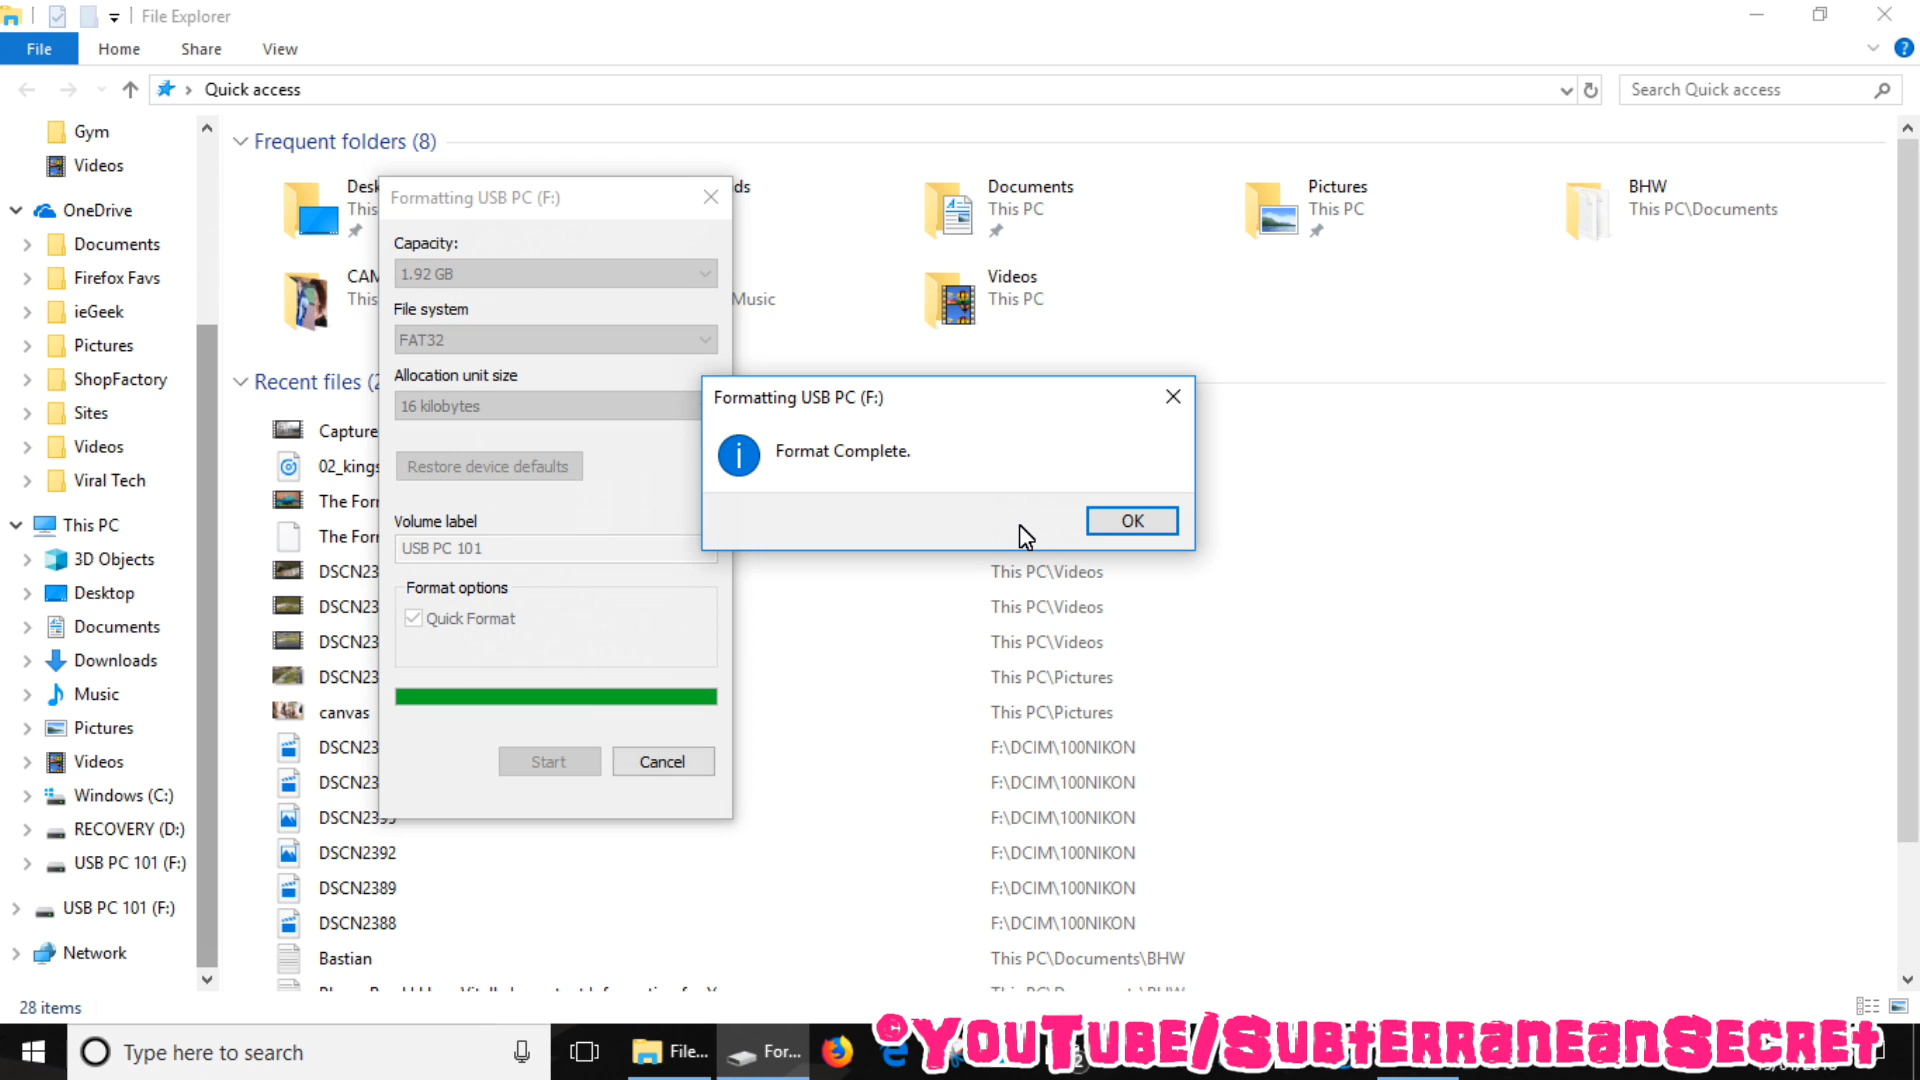 File Explorer
File Home Share View
Quick access
Search Quick access
Gym
Videos
OneDrive
Documents
Firefox Favs
ieGeek
Pictures
ShopFactory
Sites
Videos
Viral Tech
This PC
3D Objects
Desktop
Documents
Downloads
Music
Pictures
Videos
Windows (C:)
RECOVERY (D:)
USB PC 101 (F:)
USB PC 101 (F:)
Network
Frequent folders (8)
Documents
This PC
Pictures
This PC
BHW
This PC\Documents
Videos
This PC
Music
Recent files
Capture
02_kings
The For
The For
DSCN23
DSCN23
DSCN23
DSCN23
canvas
DSCN23
DSCN23
DSCN2393
DSCN2392
DSCN2389
DSCN2388
Bastian
This PC\Videos
This PC\Videos
This PC\Videos
This PC\Pictures
This PC\Pictures
F:\DCIM\100NIKON
F:\DCIM\100NIKON
F:\DCIM\100NIKON
F:\DCIM\100NIKON
F:\DCIM\100NIKON
F:\DCIM\100NIKON
This PC\Documents\BHW
Formatting USB PC (F:)
Capacity:
1.92 GB
File system
FAT32
Allocation unit size
16 kilobytes
Restore device defaults
Volume label
USB PC 101
Format options
Quick Format
Start
Cancel
Formatting USB PC (F:)
Format Complete.
OK
28 items
Type here to search
File...
For...
©YouTube/SubterraneanSecret